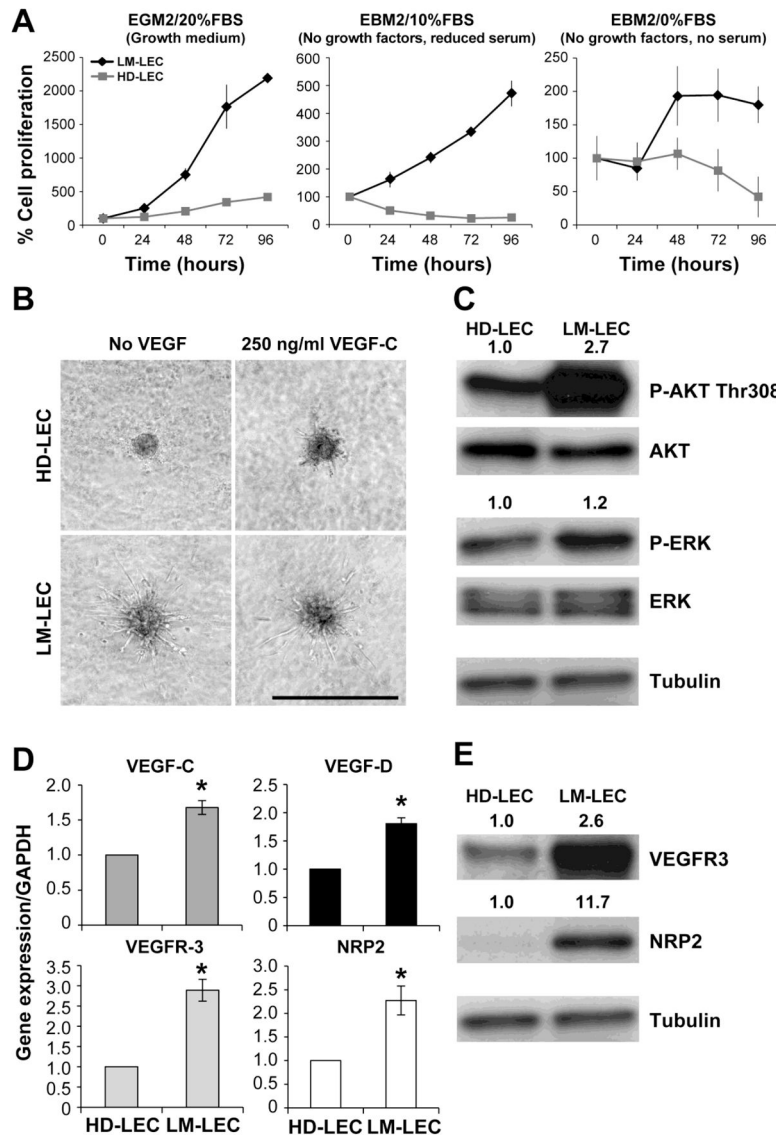 A
EGM2/20%FBS
(Growth medium)
EBM2/10%FBS
(No growth factors, reduced serum)
EBM2/0%FBS
(No growth factors, no serum)
% Cell proliferation
2500
2000
1500
1000
500
0
LM-LEC
HD-LEC
0 24 48 72 96
Time (hours)
600
500
400
300
200
100
0
0 24 48 72 96
Time (hours)
250
200
150
100
50
0
0 24 48 72 96
Time (hours)
B
No VEGF 250 ng/ml VEGF-C
HD-LEC
LM-LEC
C
HD-LEC LM-LEC
1.0 2.7
P-AKT Thr308
AKT
1.0 1.2
P-ERK
ERK
Tubulin
D
Gene expression/GAPDH
VEGF-C
2.0
1.5
1.0
0.5
0
*
VEGF-D
2.5
2.0
1.5
1.0
0.5
0
*
VEGFR-3
3.5
3.0
2.5
2.0
1.5
1.0
0.5
0
*
HD-LEC LM-LEC
NRP2
3.0
2.5
2.0
1.5
1.0
0.5
0
*
HD-LEC LM-LEC
E
HD-LEC LM-LEC
1.0 2.6
VEGFR3
1.0 11.7
NRP2
Tubulin